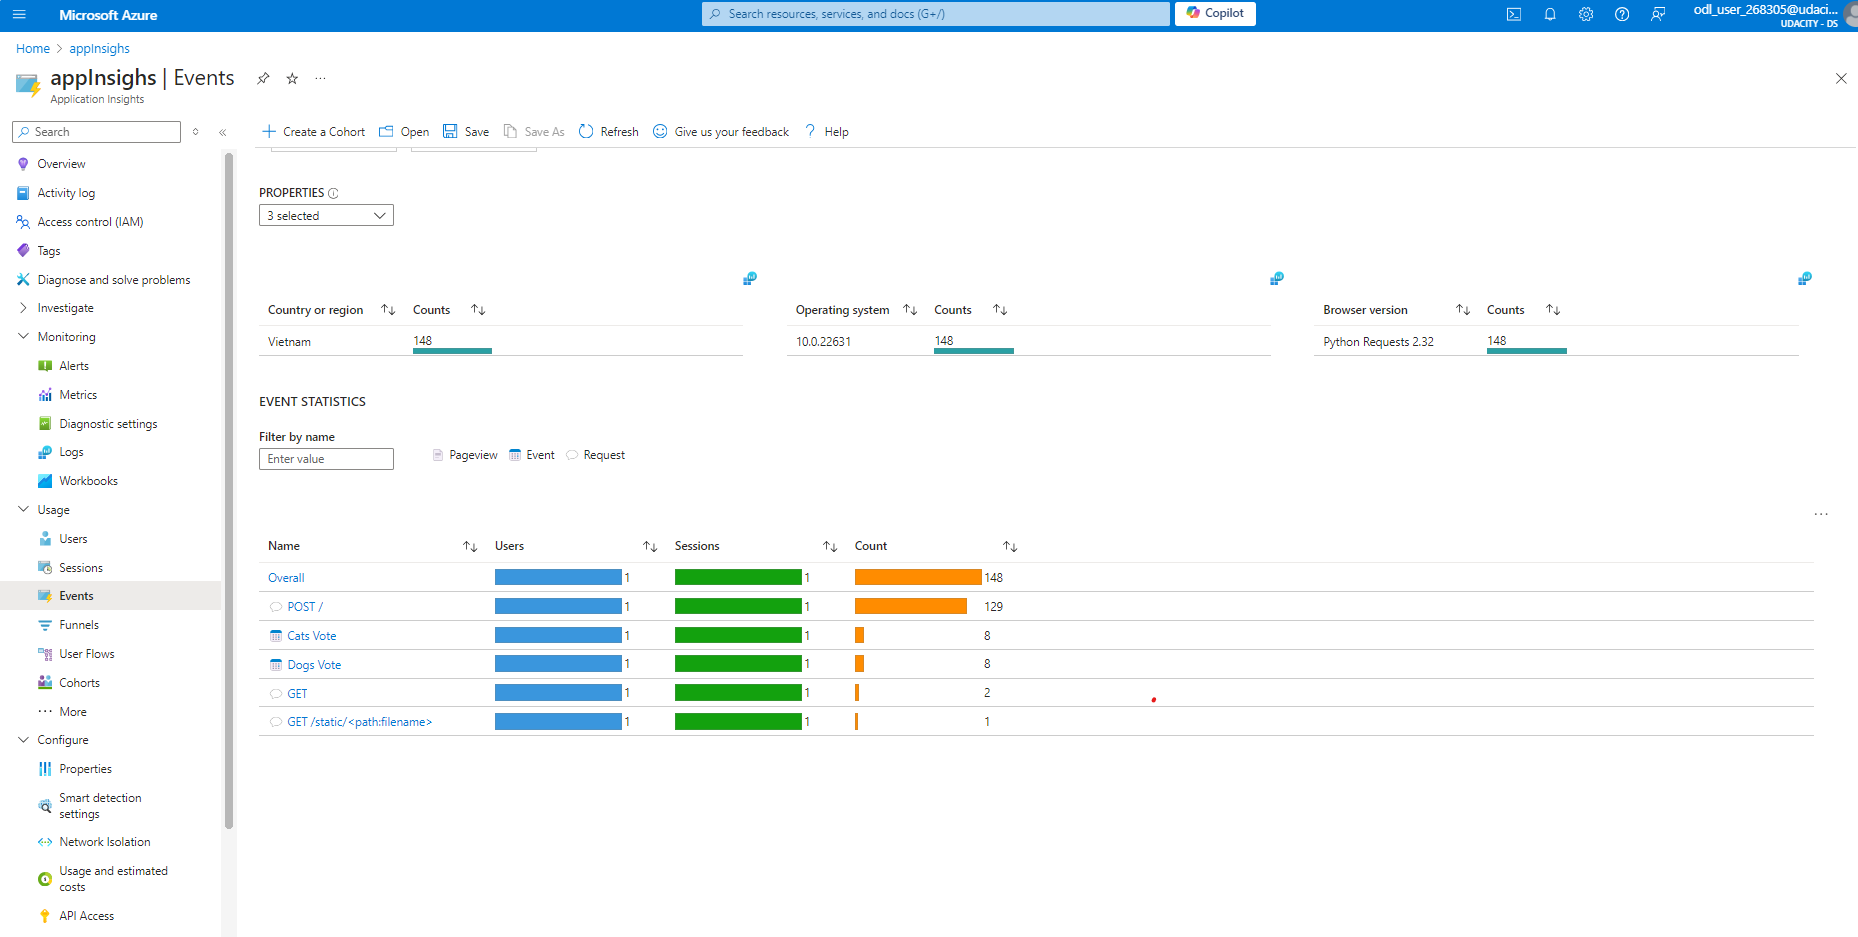 Microsoft Azure
Search resources, services, and docs (G+/)
Copilot
odl_user_268305@udaci...
UDACITY - DS
Home > appInsighs
appInsighs | Events
Application Insights
Search
Create a Cohort
Open
Save
Save As
Refresh
Give us your feedback
? Help
Overview
Activity log
Access control (IAM)
Tags
Diagnose and solve problems
Investigate
Monitoring
Alerts
Metrics
Diagnostic settings
Logs
Workbooks
Usage
Users
Sessions
Events
Funnels
User Flows
Cohorts
More
Configure
Properties
Smart detection
settings
Network Isolation
Usage and estimated
costs
API Access
PROPERTIES
3 selected
Country or region Counts
Vietnam 148
Operating system Counts
10.0.22631 148
Browser version Counts
Python Requests 2.32 148
EVENT STATISTICS
Filter by name
Enter value
Pageview Event Request
Name Users Sessions Count
Overall 1 1 148
POST / 1 1 129
Cats Vote 1 1 8
Dogs Vote 1 1 8
GET 1 1 2
GET /static/<path:filename> 1 1 1